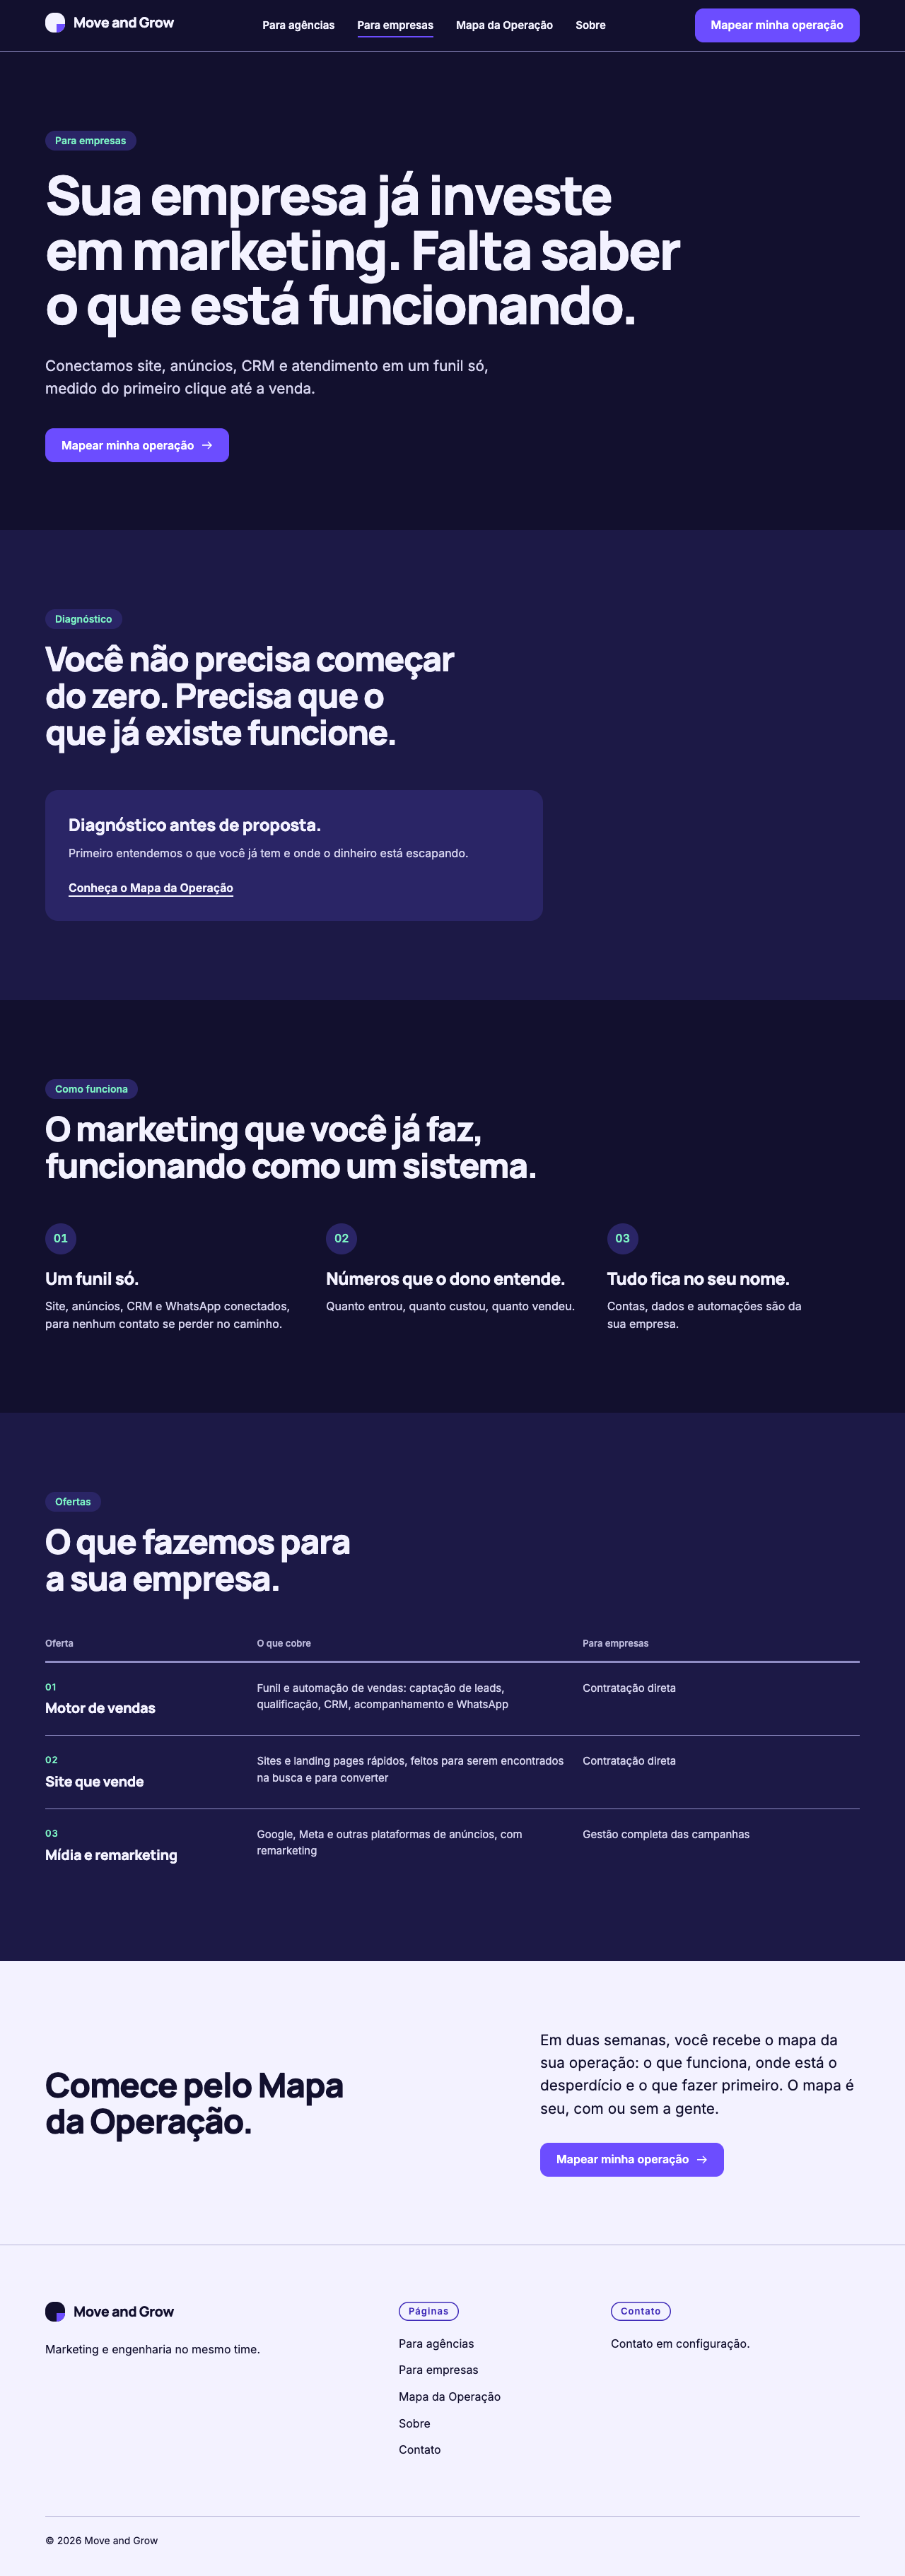 Move and Grow
Para agências
Para empresas
Mapa da Operação
Sobre
Mapear minha operação
Para empresas
Sua empresa já investe
em marketing. Falta saber
o que está funcionando.
Conectamos site, anúncios, CRM e atendimento em um funil só,
medido do primeiro clique até a venda.
Mapear minha operação →
Diagnóstico
Você não precisa começar
do zero. Precisa que o
que já existe funcione.
Diagnóstico antes de proposta.
Primeiro entendemos o que você já tem e onde o dinheiro está escapando.
Conheça o Mapa da Operação
Como funciona
O marketing que você já faz,
funcionando como um sistema.
01
Um funil só.
Site, anúncios, CRM e WhatsApp conectados,
para nenhum contato se perder no caminho.
02
Números que o dono entende.
Quanto entrou, quanto custou, quanto vendeu.
03
Tudo fica no seu nome.
Contas, dados e automações são da
sua empresa.
Ofertas
O que fazemos para
a sua empresa.
Oferta
O que cobre
Para empresas
01
Motor de vendas
Funil e automação de vendas: captação de leads,
qualificação, CRM, acompanhamento e WhatsApp
Contratação direta
02
Site que vende
Sites e landing pages rápidos, feitos para serem encontrados
na busca e para converter
Contratação direta
03
Mídia e remarketing
Google, Meta e outras plataformas de anúncios, com
remarketing
Gestão completa das campanhas
Comece pelo Mapa
da Operação.
Em duas semanas, você recebe o mapa da
sua operação: o que funciona, onde está o
desperdício e o que fazer primeiro. O mapa é
seu, com ou sem a gente.
Mapear minha operação →
Move and Grow
Marketing e engenharia no mesmo time.
Páginas
Para agências
Para empresas
Mapa da Operação
Sobre
Contato
Contato
Contato em configuração.
© 2026 Move and Grow